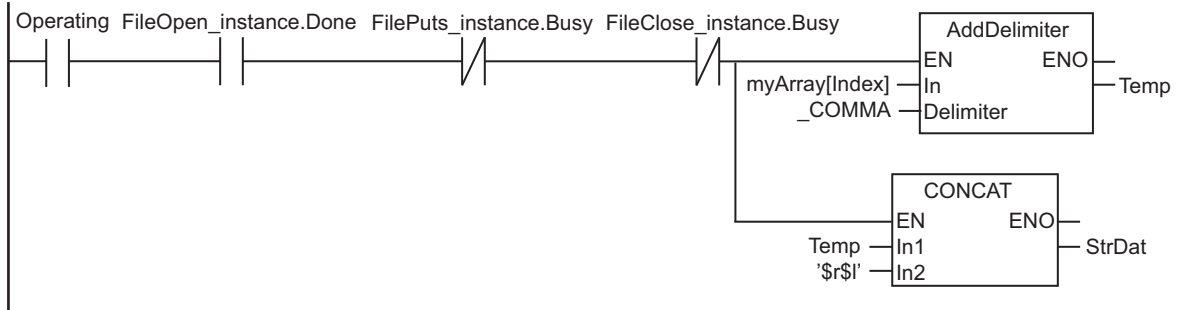 Operating FileOpen_instance.Done FilePuts_instance.Busy FileClose_instance.Busy
AddDelimiter
EN ENO
myArray[Index] In Temp
_COMMA Delimiter
CONCAT
EN ENO
Temp In1 StrDat
'$r$l' In2